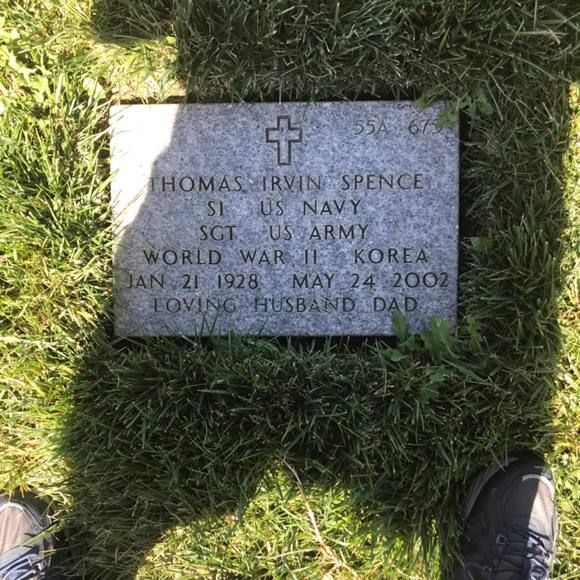 55A 675
THOMAS IRVIN SPENCE
S1 US NAVY
SGT US ARMY
WORLD WAR II KOREA
JAN 21 1928 MAY 24 2002
LOVING HUSBAND DAD